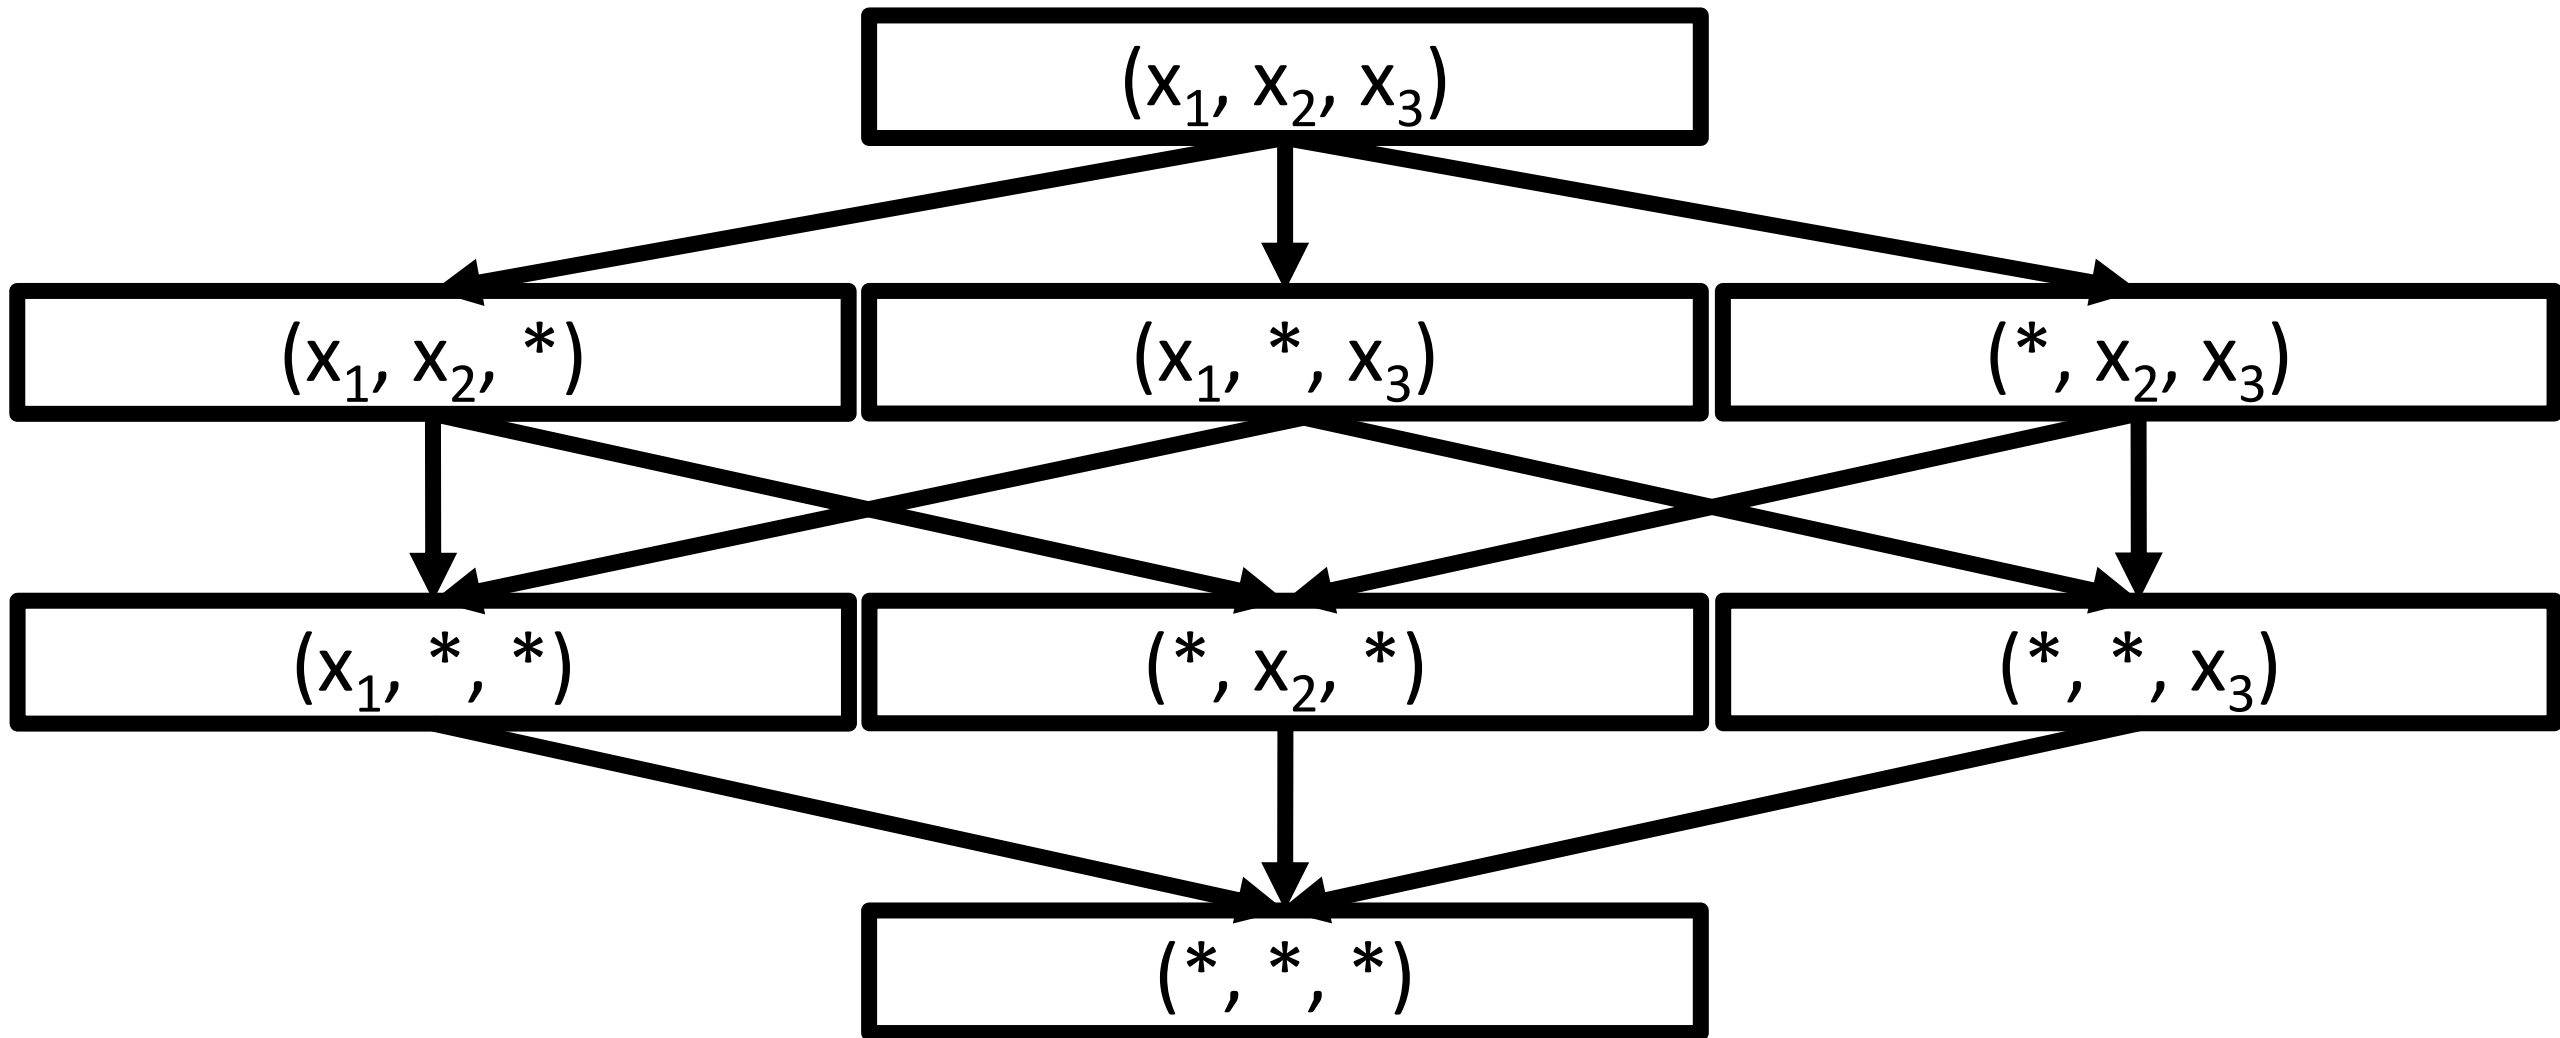 (x₁, x₂, x₃)
(x₁, x₂, *)
(x₁, *, x₃)
(*, x₂, x₃)
(x₁, *, *)
(*, x₂, *)
(*, *, x₃)
(*, *, *)